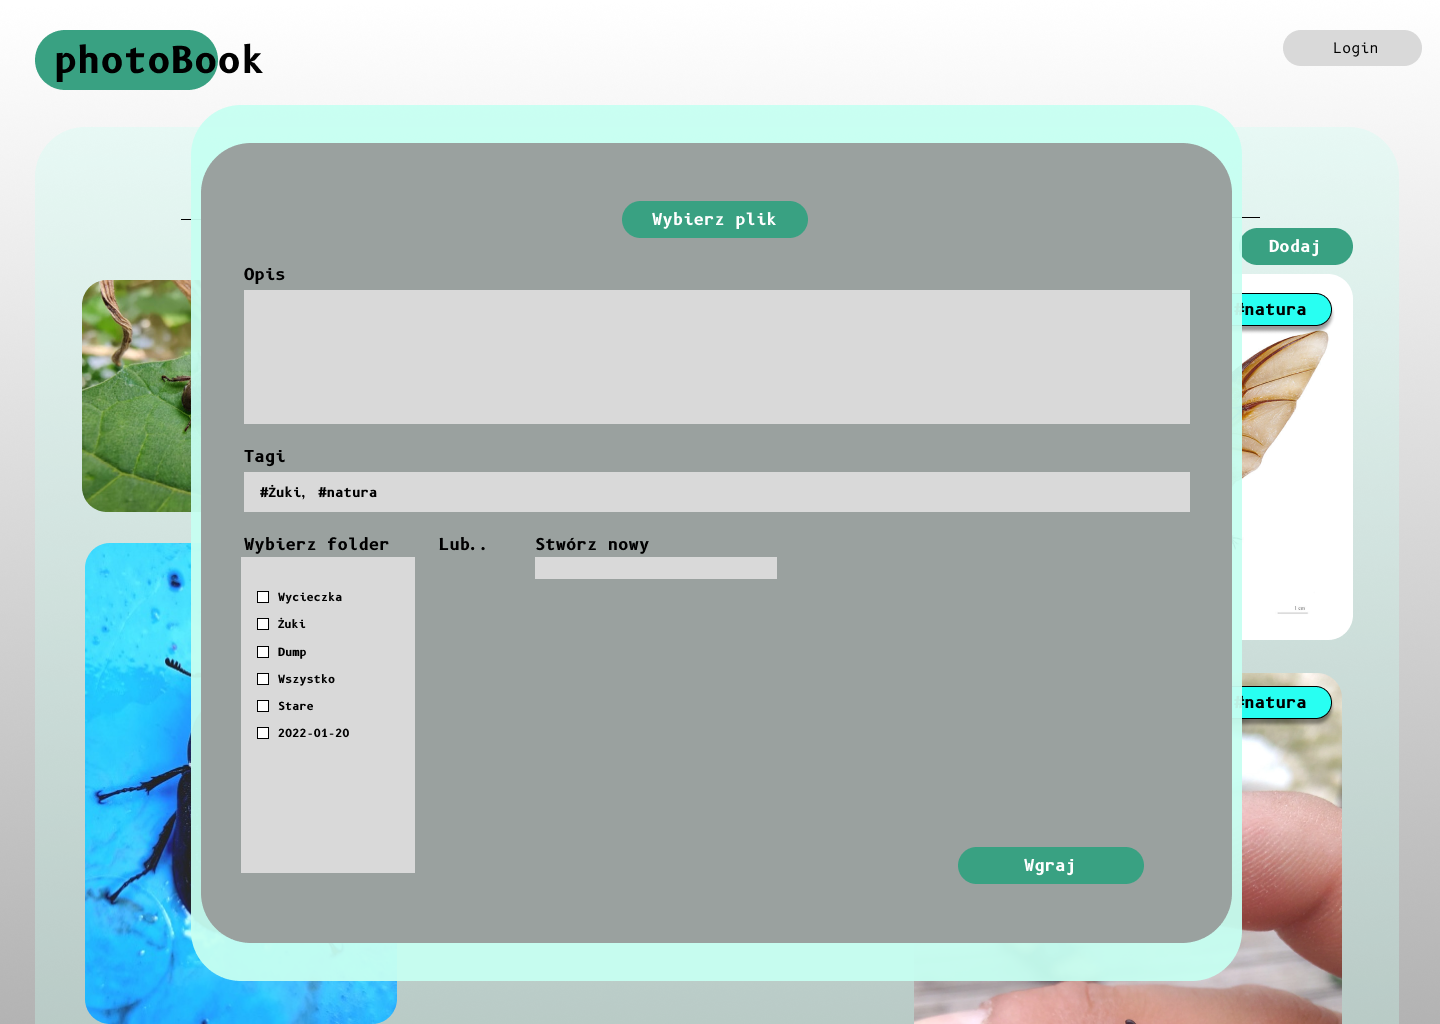 photoBook
Login
Wybierz plik
Dodaj
Opis
#natura
Tagi
#Żuki, #natura
Wybierz folder
Lub..
Stwórz nowy
Wycieczka
Żuki
Dump
Wszystko
Stare
2022-01-20
1 cm
#natura
Wgraj